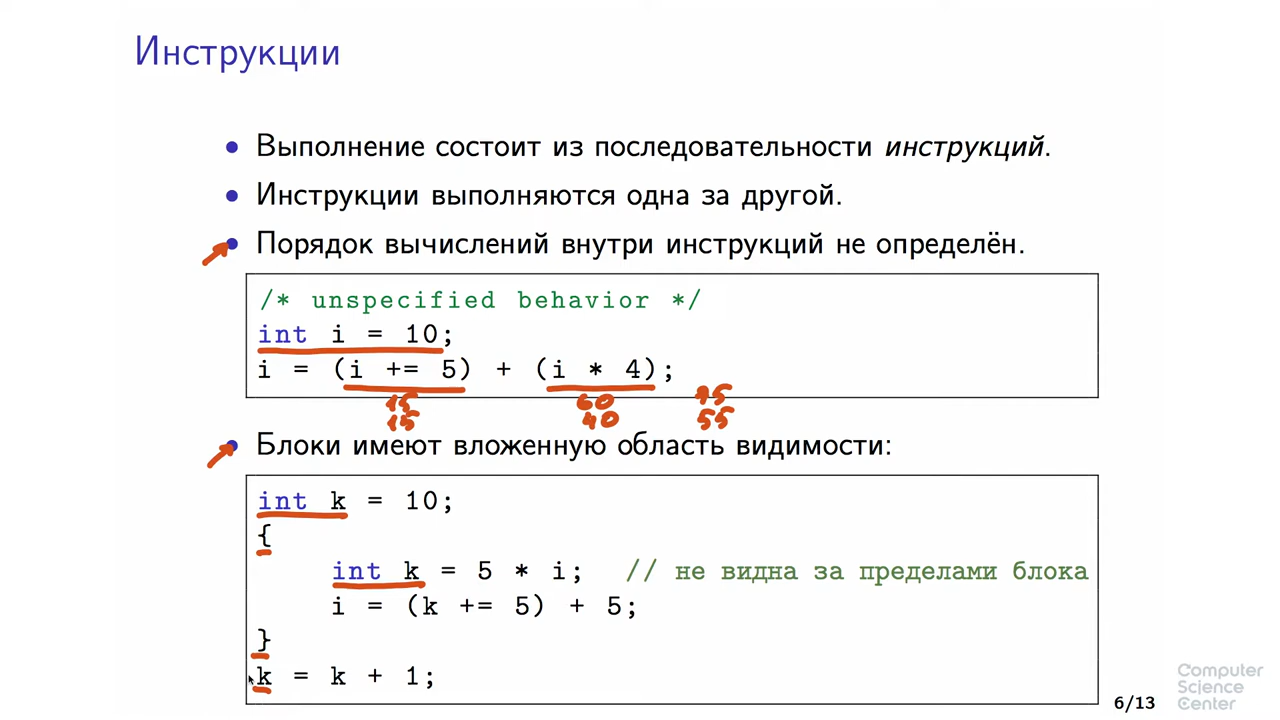 Инструкции
• Выполнение состоит из последовательности инструкций.
• Инструкции выполняются одна за другой.
• Порядок вычислений внутри инструкций не определён.
/* unspecified behavior */
int i = 10;
i = (i += 5) + (i * 4);
15 60 75
15 40 55
• Блоки имеют вложенную область видимости:
int k = 10;
{
int k = 5 * i; // не видна за пределами блока
i = (k += 5) + 5;
}
k = k + 1;
Computer
Science
Center
6/13